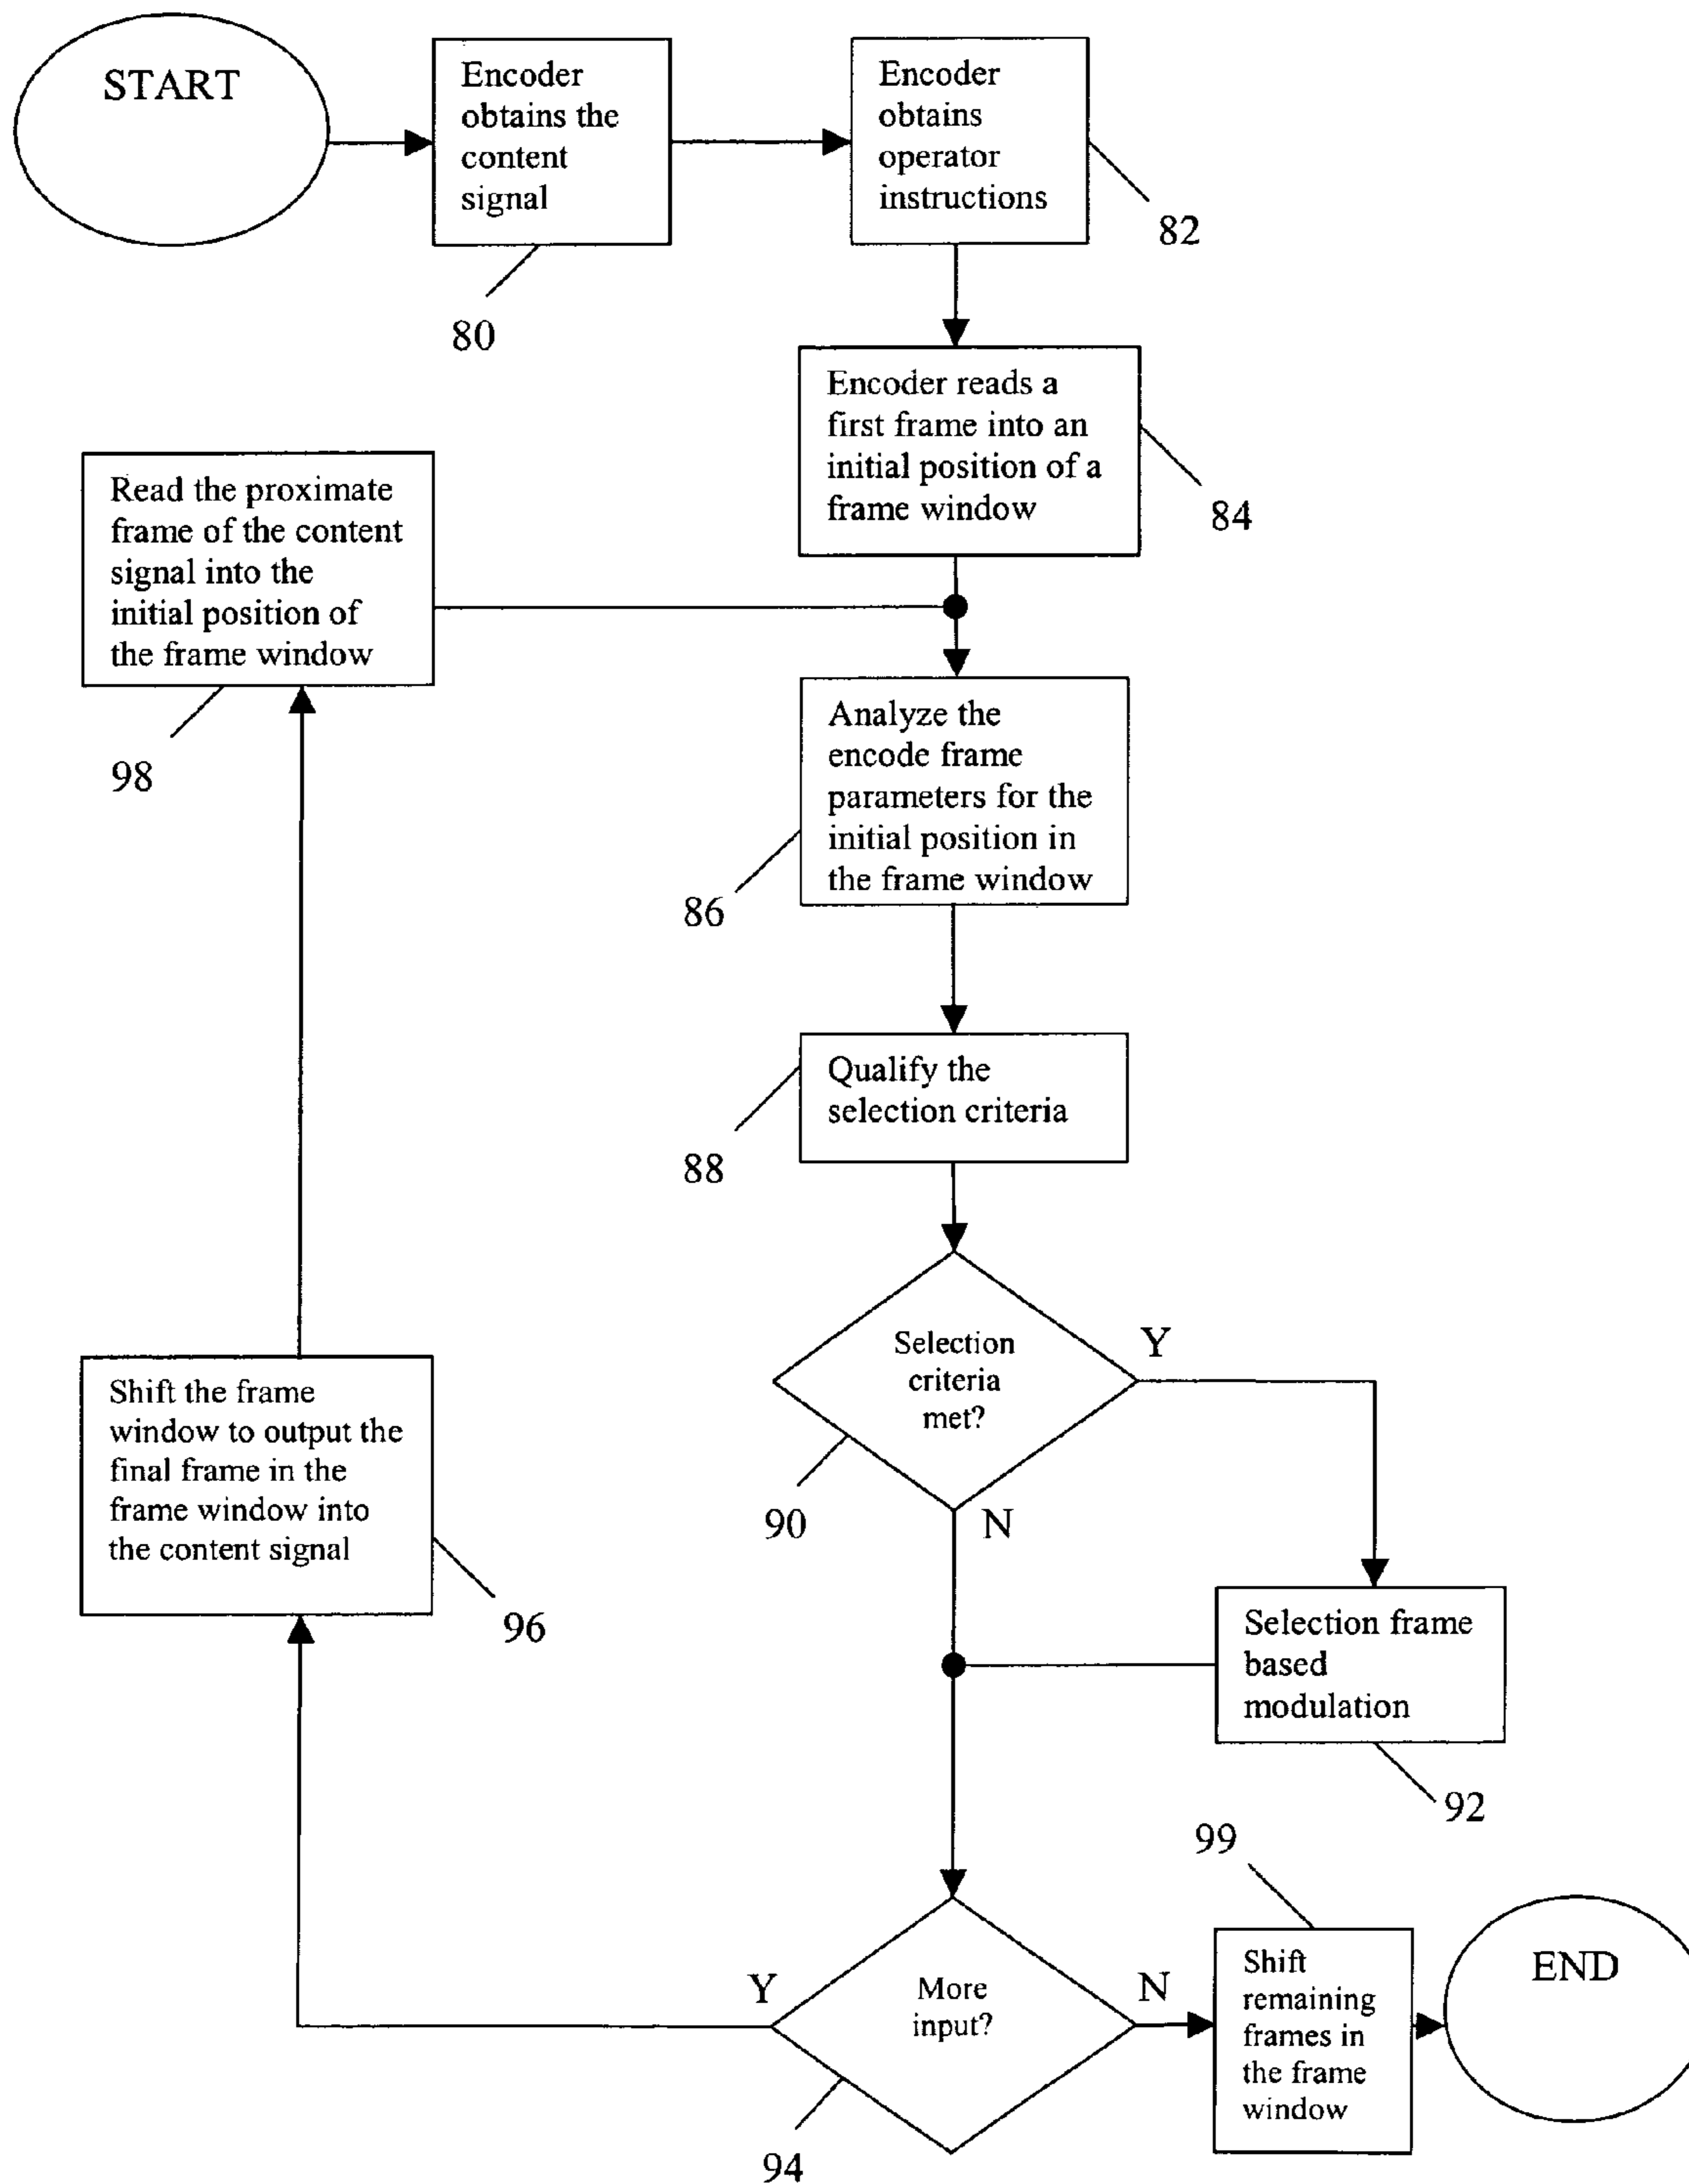 START
Encoder
obtains the
content
signal
80
Encoder
obtains
operator
instructions
82
Encoder reads a
first frame into an
initial position of a
frame window
84
Read the proximate
frame of the content
signal into the
initial position of
the frame window
98
Analyze the
encode frame
parameters for the
initial position in
the frame window
86
Qualify the
selection criteria
88
Selection
criteria
met?
Y
90
N
Shift the frame
window to output the
final frame in the
frame window into
the content signal
96
Selection frame
based
modulation
92
99
More
input?
Y
N
94
Shift
remaining
frames in
the frame
window
END